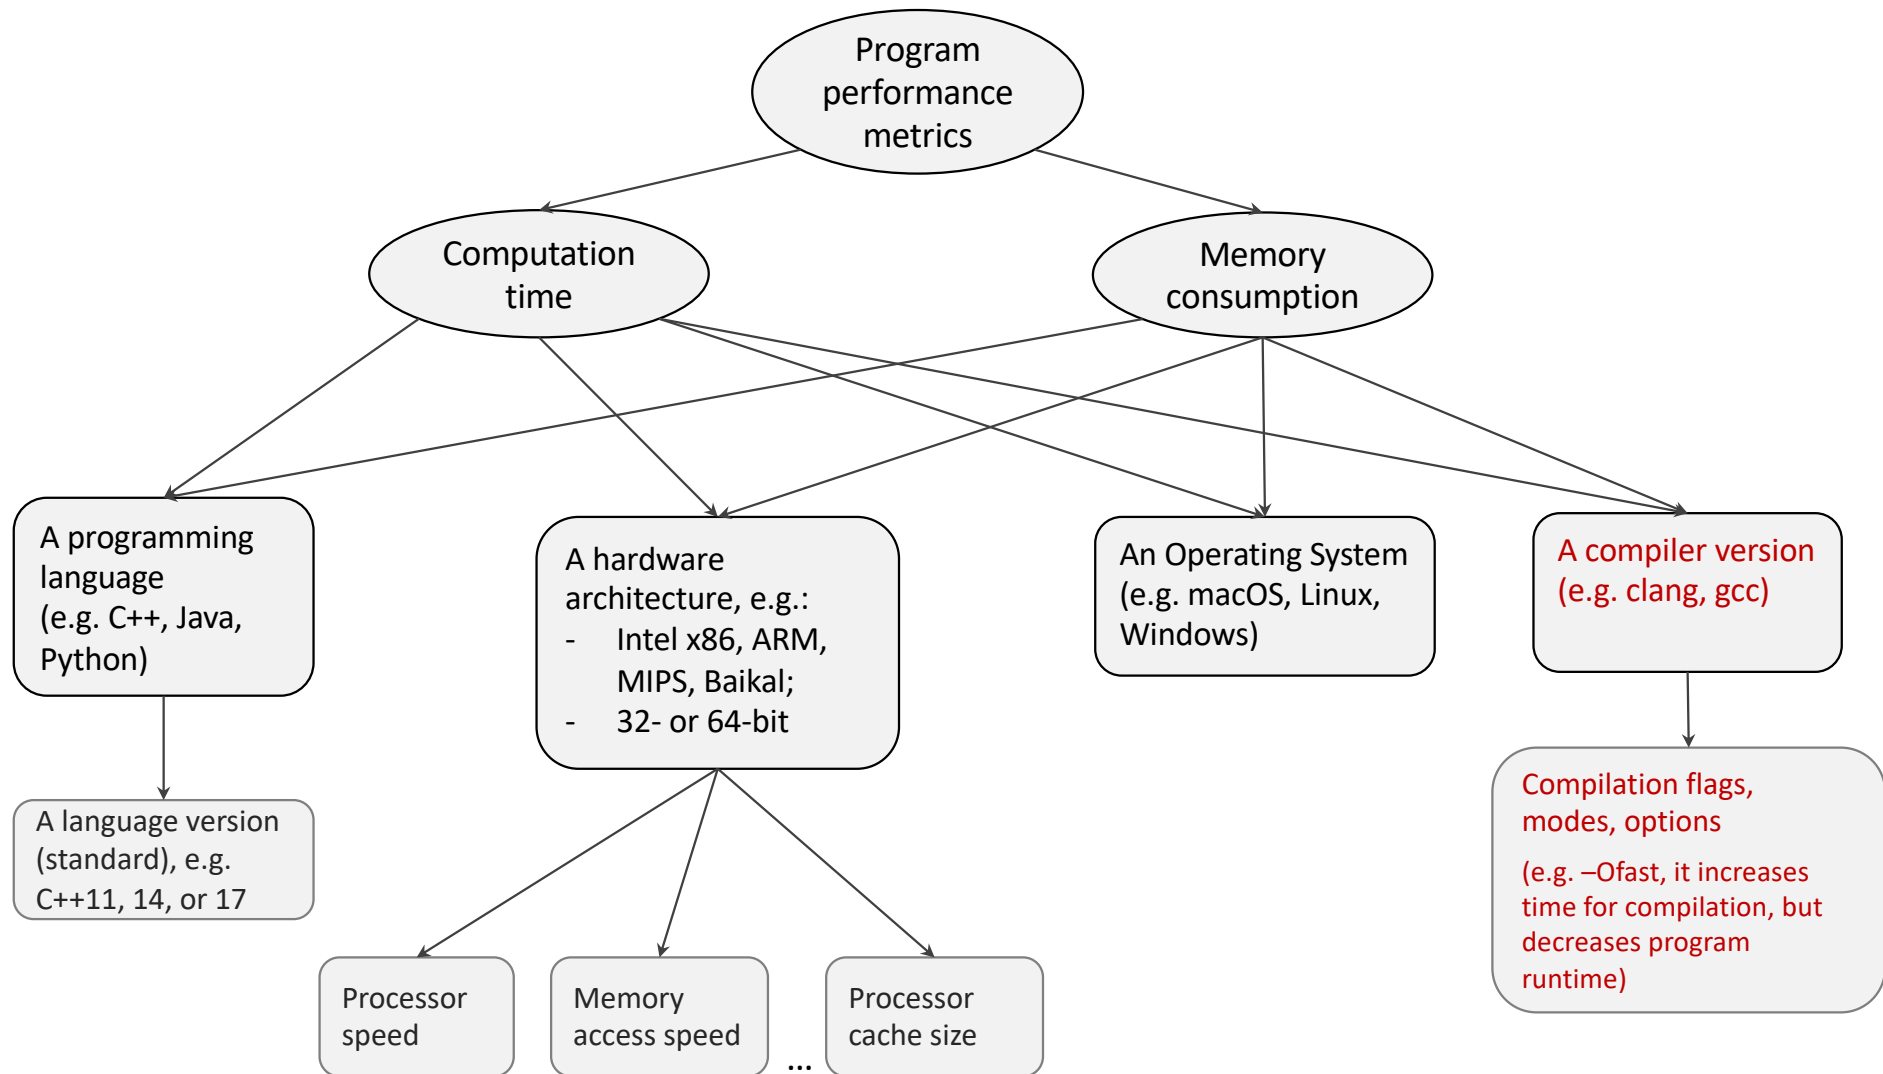 Program
performance
metrics
Computation
time
Memory
consumption
A programming
language
(e.g. C++, Java,
Python)
A hardware
architecture, e.g.:
- Intel x86, ARM,
MIPS, Baikal;
- 32- or 64-bit
An Operating System
(e.g. macOS, Linux,
Windows)
A compiler version
(e.g. clang, gcc)
A language version
(standard), e.g.
C++11, 14, or 17
Compilation flags,
modes, options
(e.g. –Ofast, it increases
time for compilation, but
decreases program
runtime)
Processor
speed
Memory
access speed
...
Processor
cache size